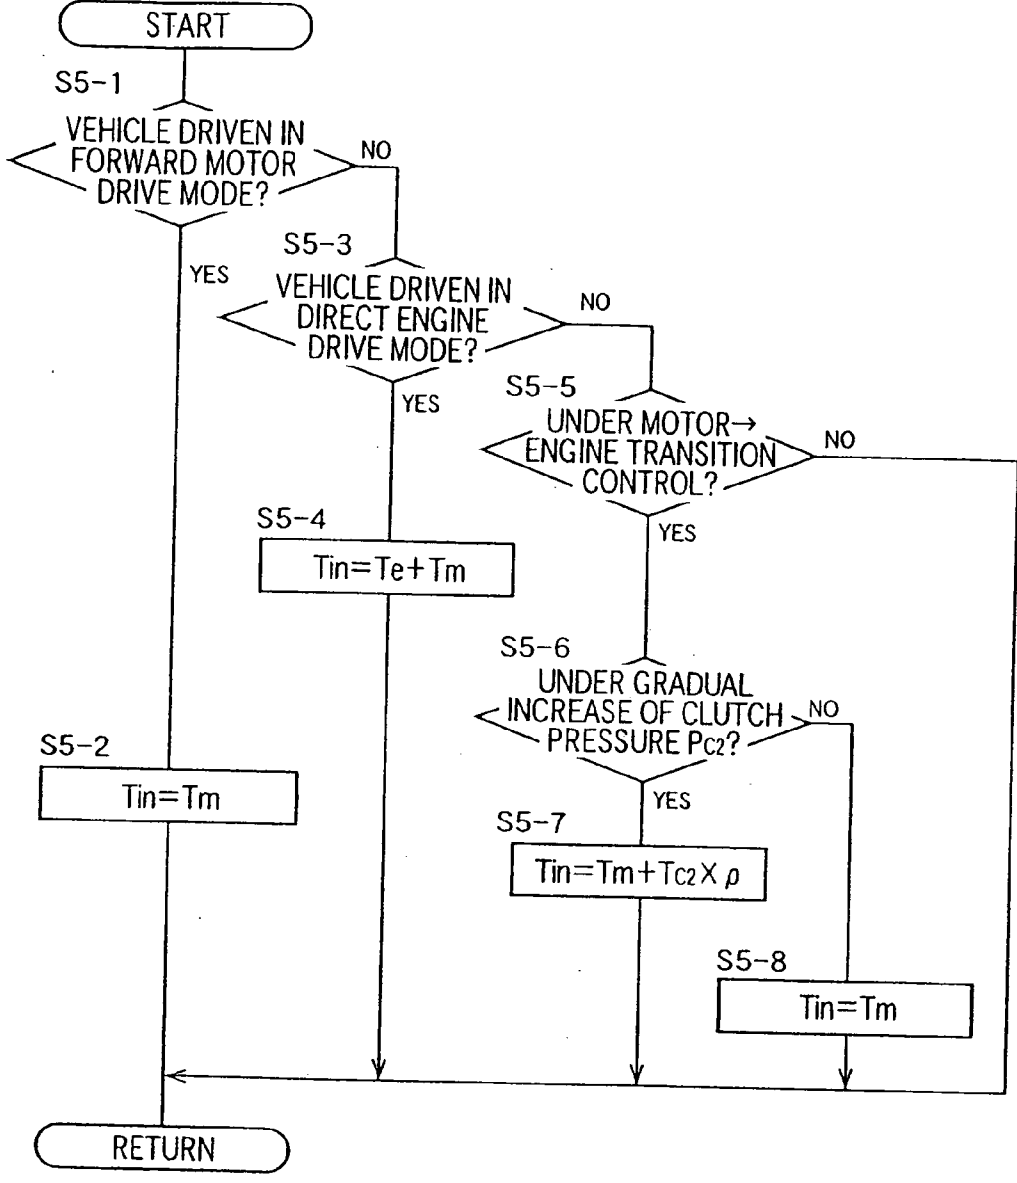 START
S5-1
VEHICLE DRIVEN IN
FORWARD MOTOR
DRIVE MODE?
NO
YES
S5-3
VEHICLE DRIVEN IN
DIRECT ENGINE
DRIVE MODE?
NO
YES
S5-5
UNDER MOTOR→
ENGINE TRANSITION
CONTROL?
NO
YES
S5-4
Tin=Te+Tm
S5-6
UNDER GRADUAL
INCREASE OF CLUTCH
PRESSURE PC2?
NO
YES
S5-2
Tin=Tm
S5-7
Tin=Tm+TC2×ρ
S5-8
Tin=Tm
RETURN